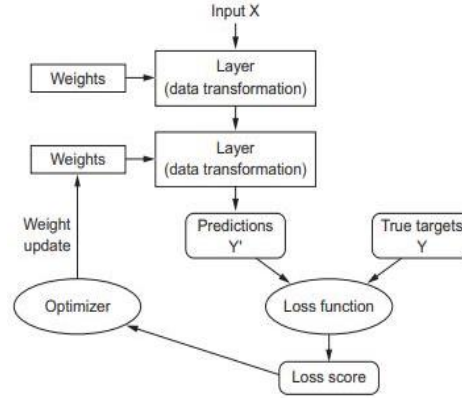 Input X
Layer
(data transformation)
Weights
Layer
(data transformation)
Weights
Weight
update
Predictions
Y'
True targets
Y
Optimizer
Loss function
Loss score